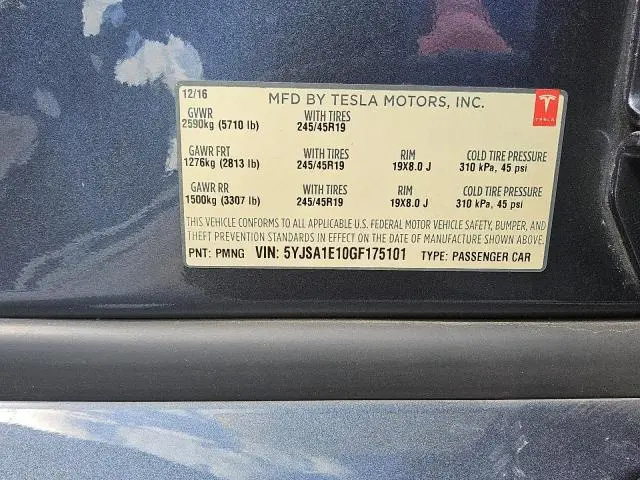 12/16 MFD BY TESLA MOTORS, INC.
TESLA
GVWR WITH TIRES
2590kg (5710 lb) 245/45R19
GAWR FRT WITH TIRES RIM COLD TIRE PRESSURE
1276kg (2813 lb) 245/45R19 19X8.0 J 310 kPa, 45 psi
GAWR RR WITH TIRES RIM COLD TIRE PRESSURE
1500kg (3307 lb) 245/45R19 19X8.0 J 310 kPa, 45 psi
THIS VEHICLE CONFORMS TO ALL APPLICABLE U.S. FEDERAL MOTOR VEHICLE SAFETY, BUMPER, AND
THEFT PREVENTION STANDARDS IN EFFECT ON THE DATE OF MANUFACTURE SHOWN ABOVE.
PNT: PMNG VIN: 5YJSA1E10GF175101 TYPE: PASSENGER CAR